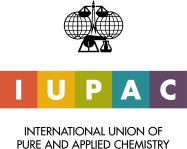 IUPAC
INTERNATIONAL UNION OF
PURE AND APPLIED CHEMISTRY